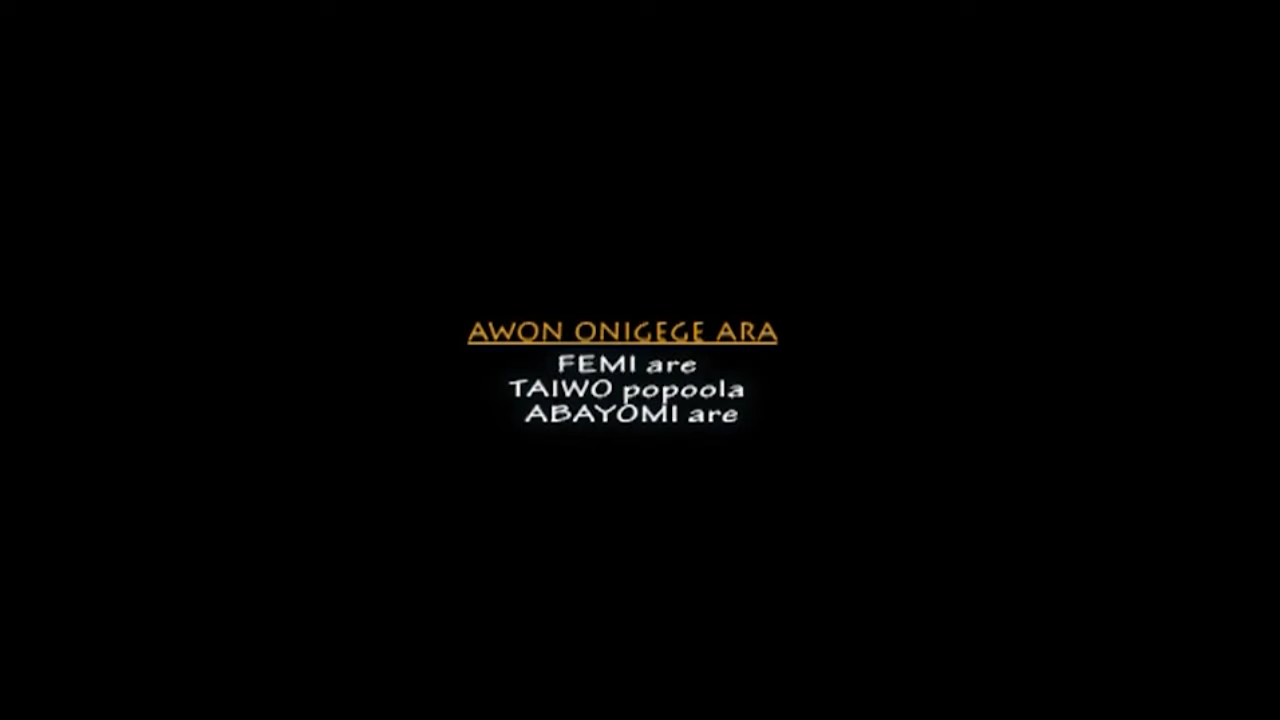 AWON ONIGEGE ARA
FEMI are
TAIWO popoola
ABAYOMI are